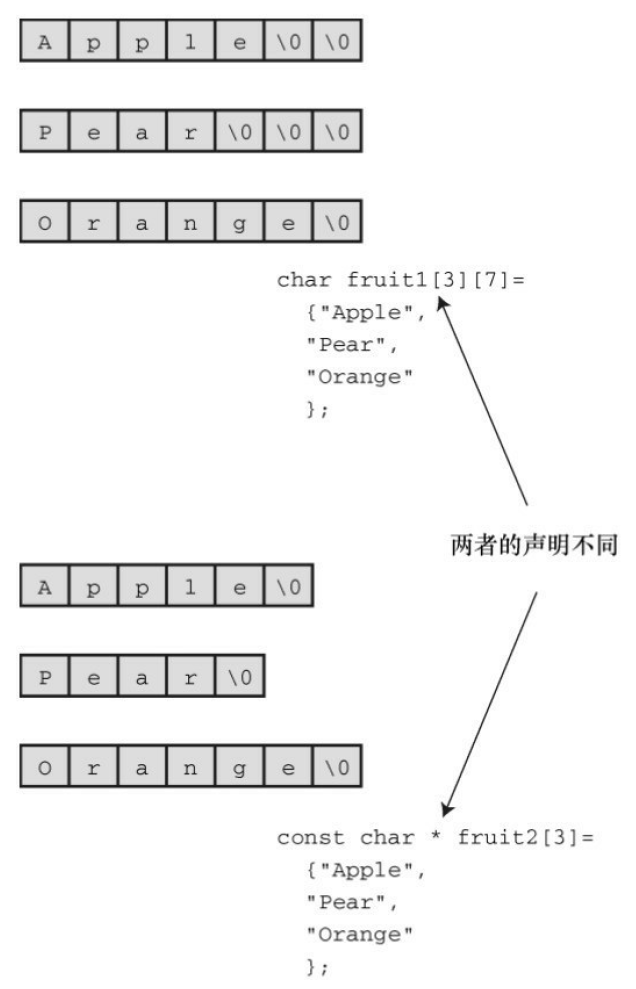 A p p l e \0 \0
P e a r \0 \0 \0
O r a n g e \0
char fruit1[3][7]=
{"Apple",
"Pear",
"Orange"
};
两者的声明不同
A p p l e \0
P e a r \0
O r a n g e \0
const char * fruit2[3]=
{"Apple",
"Pear",
"Orange"
};